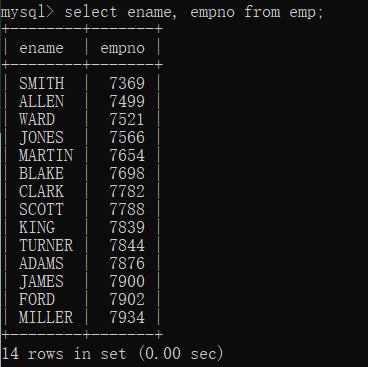 mysql> select ename, empno from emp;
+--------+-------+
| ename  | empno |
+--------+-------+
| SMITH  |  7369 |
| ALLEN  |  7499 |
| WARD   |  7521 |
| JONES  |  7566 |
| MARTIN |  7654 |
| BLAKE  |  7698 |
| CLARK  |  7782 |
| SCOTT  |  7788 |
| KING   |  7839 |
| TURNER |  7844 |
| ADAMS  |  7876 |
| JAMES  |  7900 |
| FORD   |  7902 |
| MILLER |  7934 |
+--------+-------+
14 rows in set (0.00 sec)